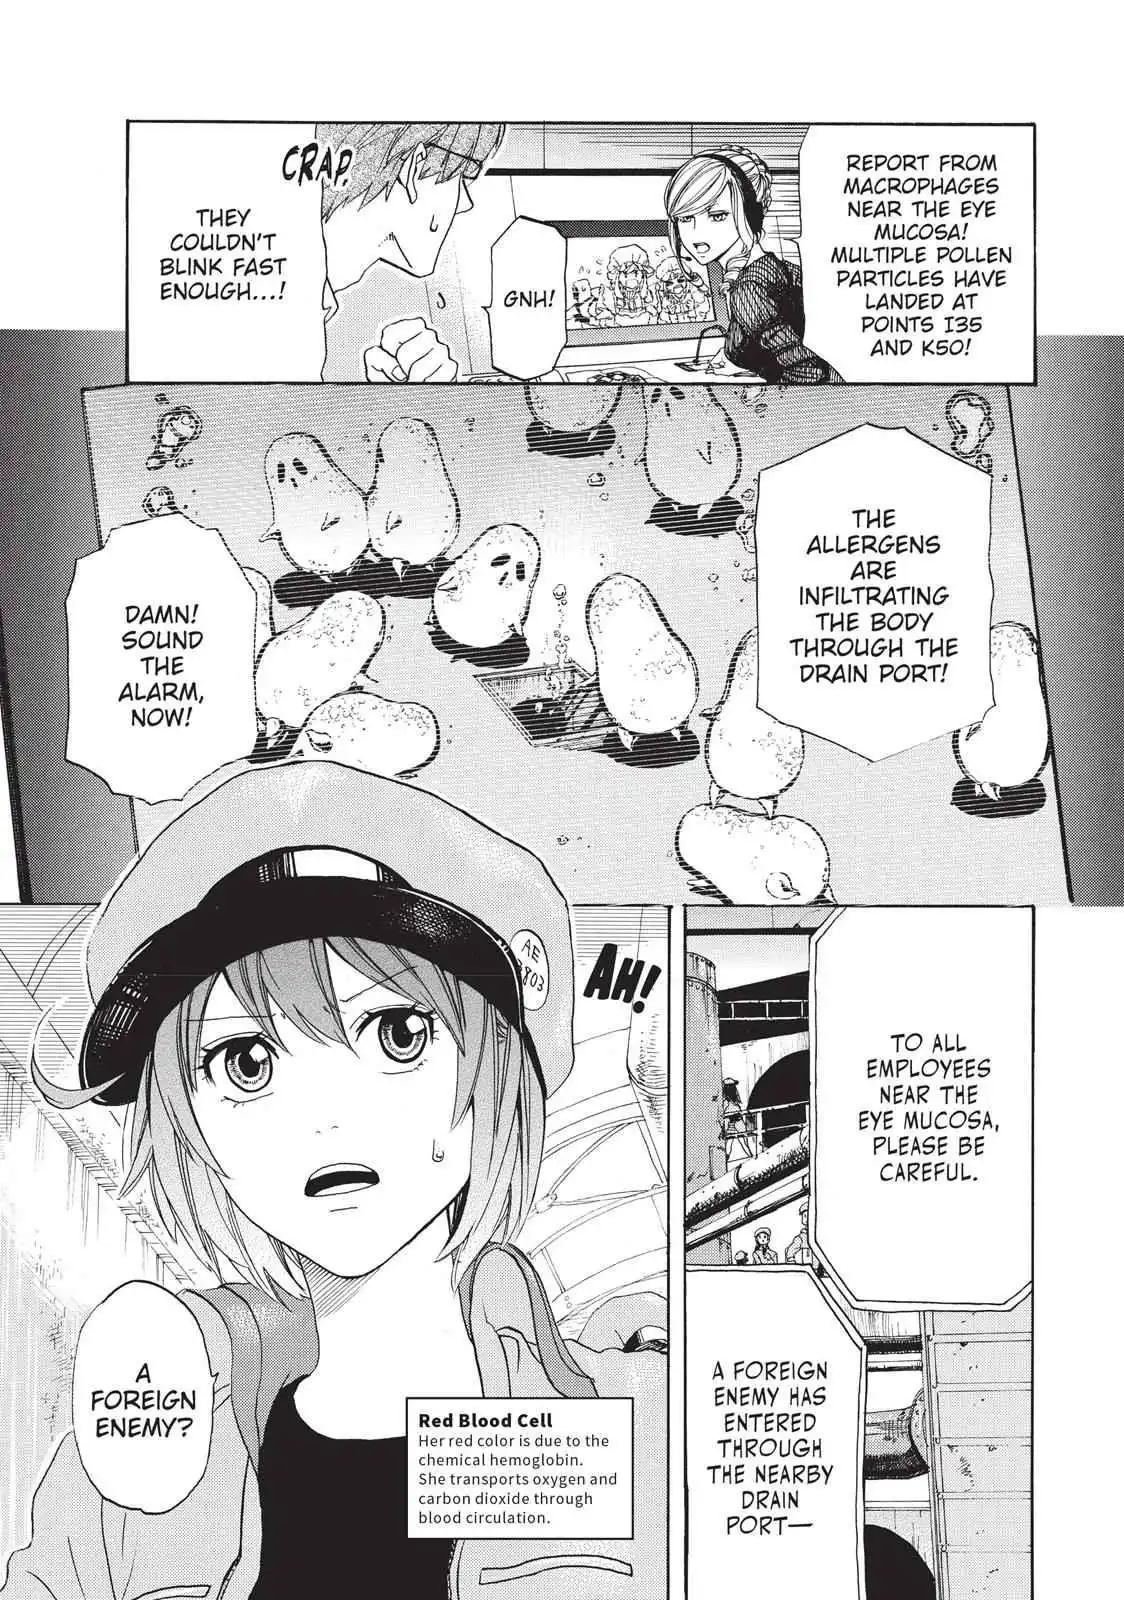 REPORT FROM
MACROPHAGES
NEAR THE EYE
MUCOSA!
MULTIPLE POLLEN
PARTICLES HAVE
LANDED AT
POINTS I35
AND K50!
GNH!
CRAP.
THEY
COULDN'T
BLINK FAST
ENOUGH...!
THE
ALLERGENS
ARE
INFILTRATING
THE BODY
THROUGH THE
DRAIN PORT!
DAMN!
SOUND
THE
ALARM,
NOW!
TO ALL
EMPLOYEES
NEAR THE
EYE MUCOSA,
PLEASE BE
CAREFUL.
A FOREIGN
ENEMY HAS
ENTERED
THROUGH
THE NEARBY
DRAIN
PORT—
AH!
AE
3803
A
FOREIGN
ENEMY?
Red Blood Cell
Her red color is due to the
chemical hemoglobin.
She transports oxygen and
carbon dioxide through
blood circulation.